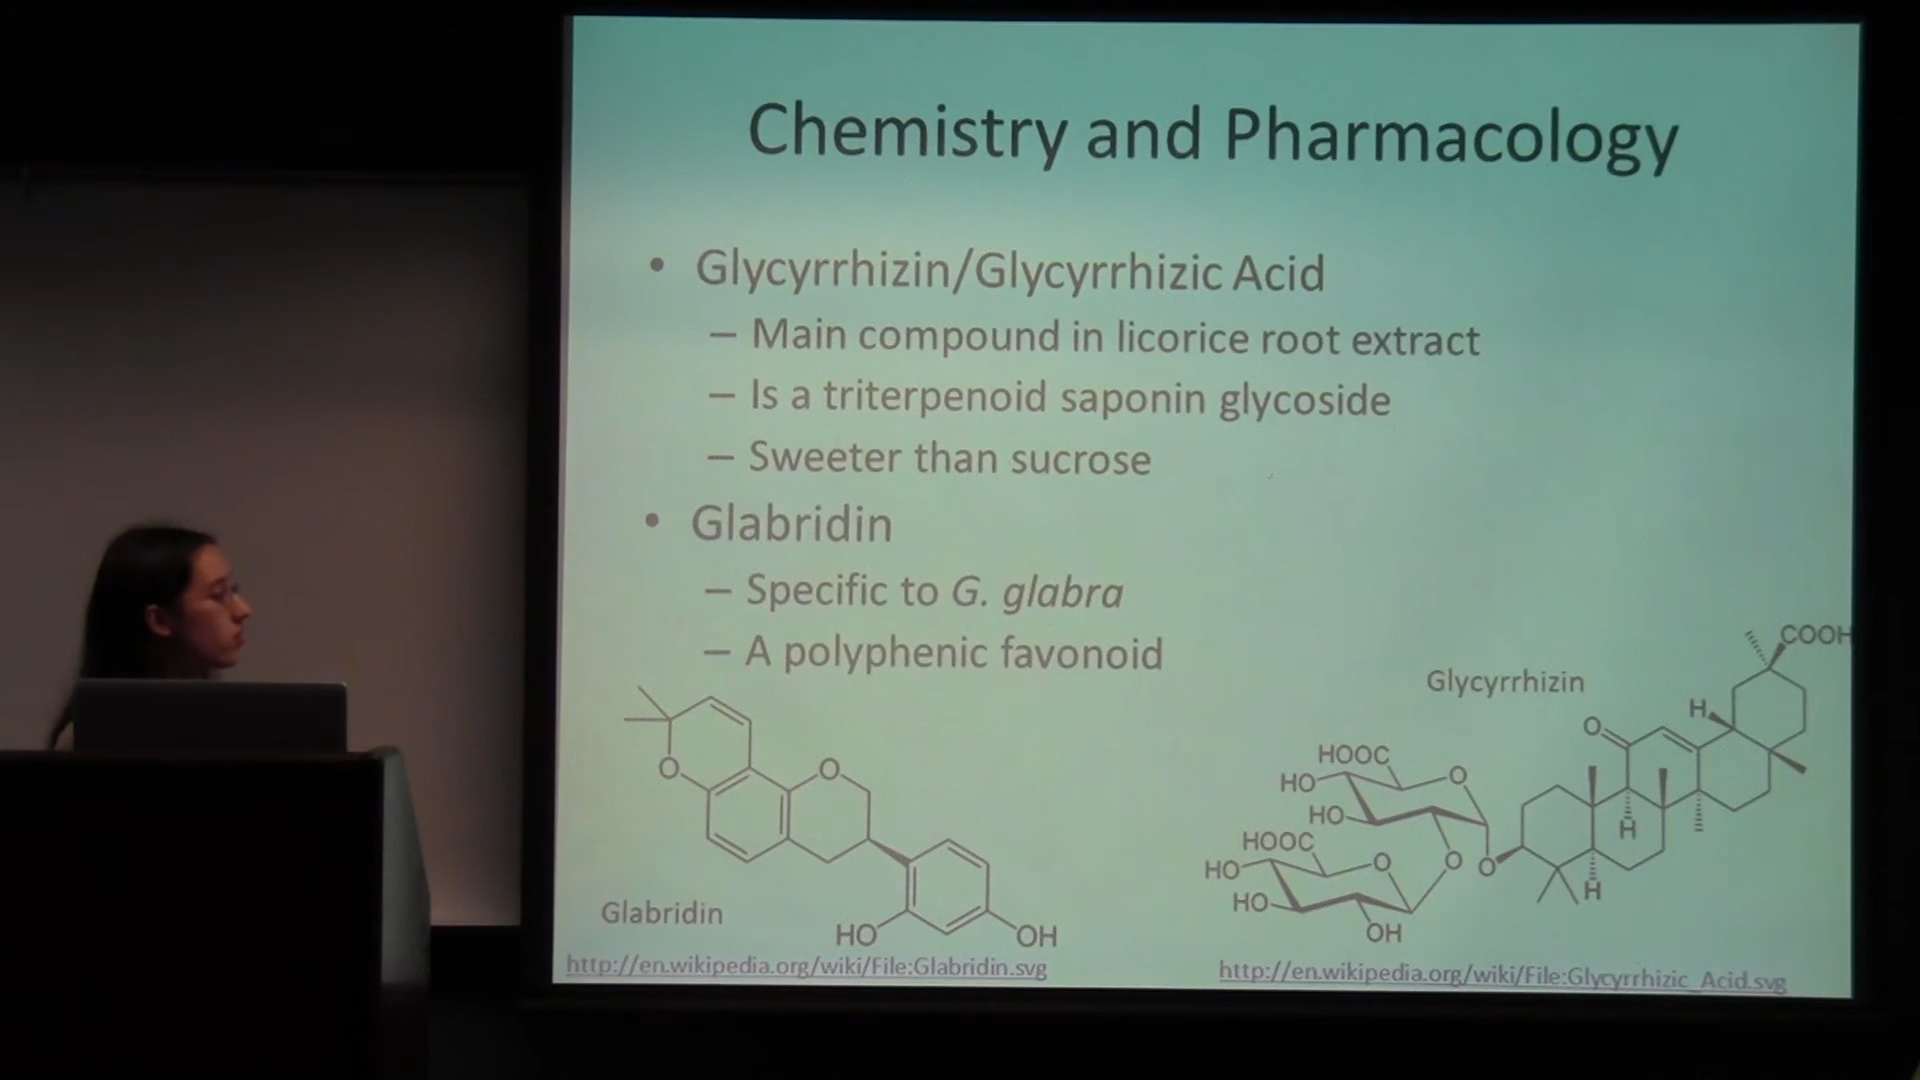 Chemistry and Pharmacology
• Glycyrrhizin/Glycyrrhizic Acid
– Main compound in licorice root extract
– Is a triterpenoid saponin glycoside
– Sweeter than sucrose
• Glabridin
– Specific to G. glabra
– A polyphenic favonoid
O
O
HO
OH
Glabridin
http://en.wikipedia.org/wiki/File:Glabridin.svg
Glycyrrhizin
COOH
H
O
HOOC
O
HO
HO
H
HOOC
O
O
O
HO
H
HO
OH
http://en.wikipedia.org/wiki/File:Glycyrrhizic_Acid.svg